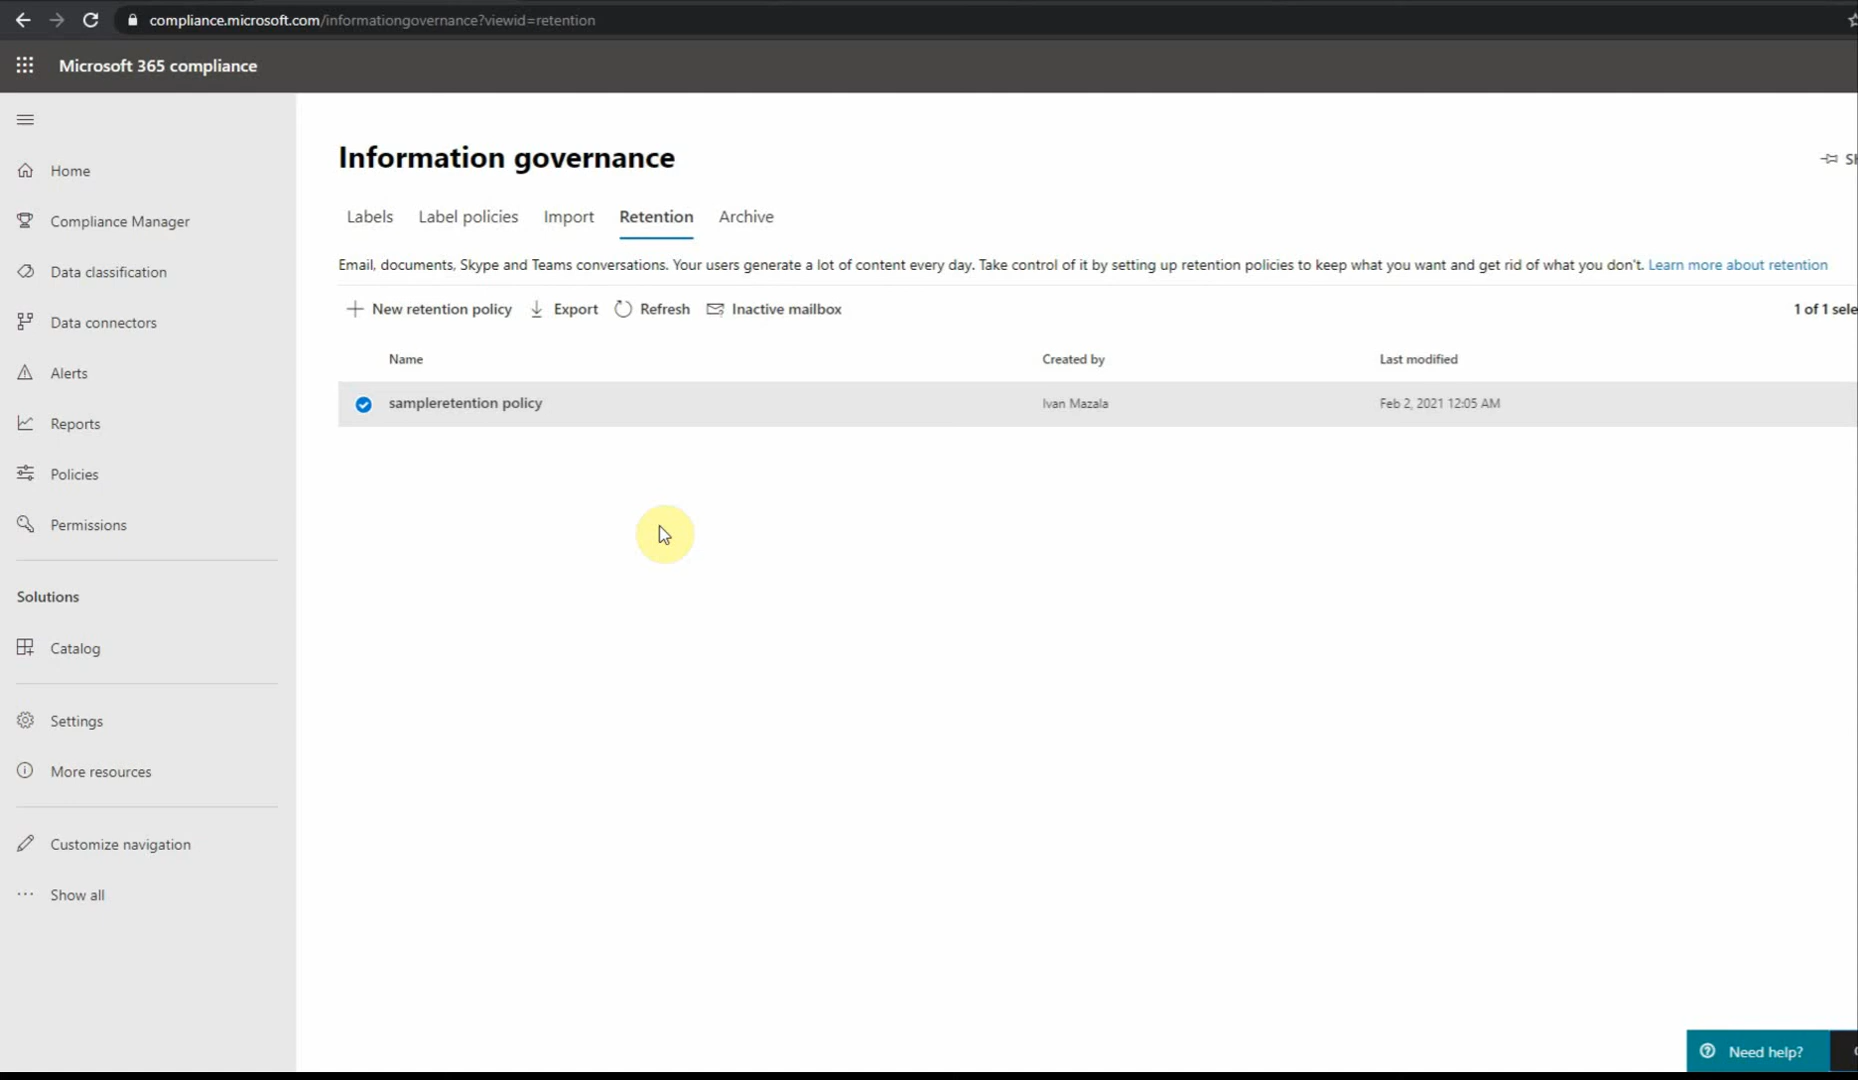 compliance.microsoft.com/informationgovernance?viewid=retention
Microsoft 365 compliance
Home
Compliance Manager
Data classification
Data connectors
Alerts
Reports
Policies
Permissions
Solutions
Catalog
Settings
More resources
Customize navigation
Show all
Information governance
Labels Label policies Import Retention Archive
Email, documents, Skype and Teams conversations. Your users generate a lot of content every day. Take control of it by setting up retention policies to keep what you want and get rid of what you don't. Learn more about retention
New retention policy Export Refresh Inactive mailbox 1 of 1 sele
Name Created by Last modified
sampleretention policy Ivan Mazala Feb 2, 2021 12:05 AM
Need help?